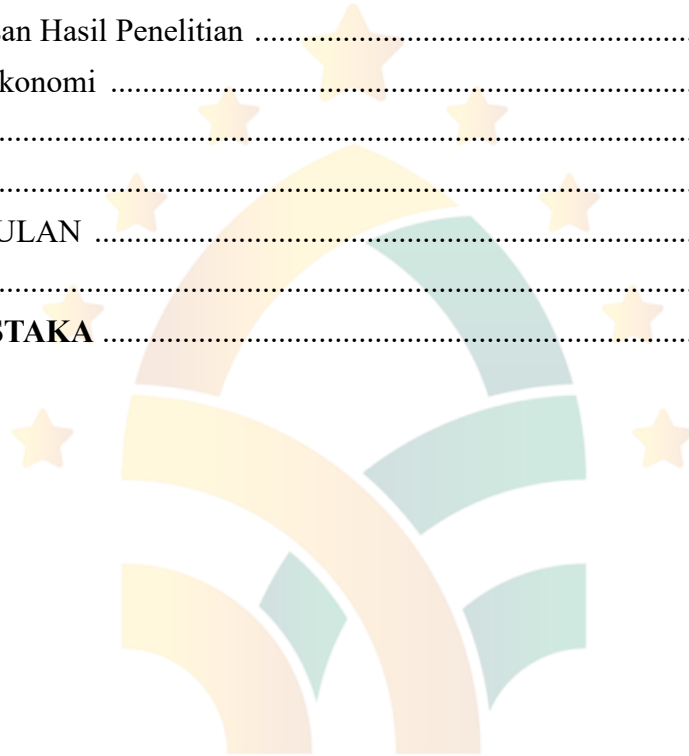 an Hasil Penelitian ........................................................
konomi ...........................................................................
.........................................................................................
.........................................................................................
ULAN .............................................................................
.........................................................................................
STAKA ............................................................................